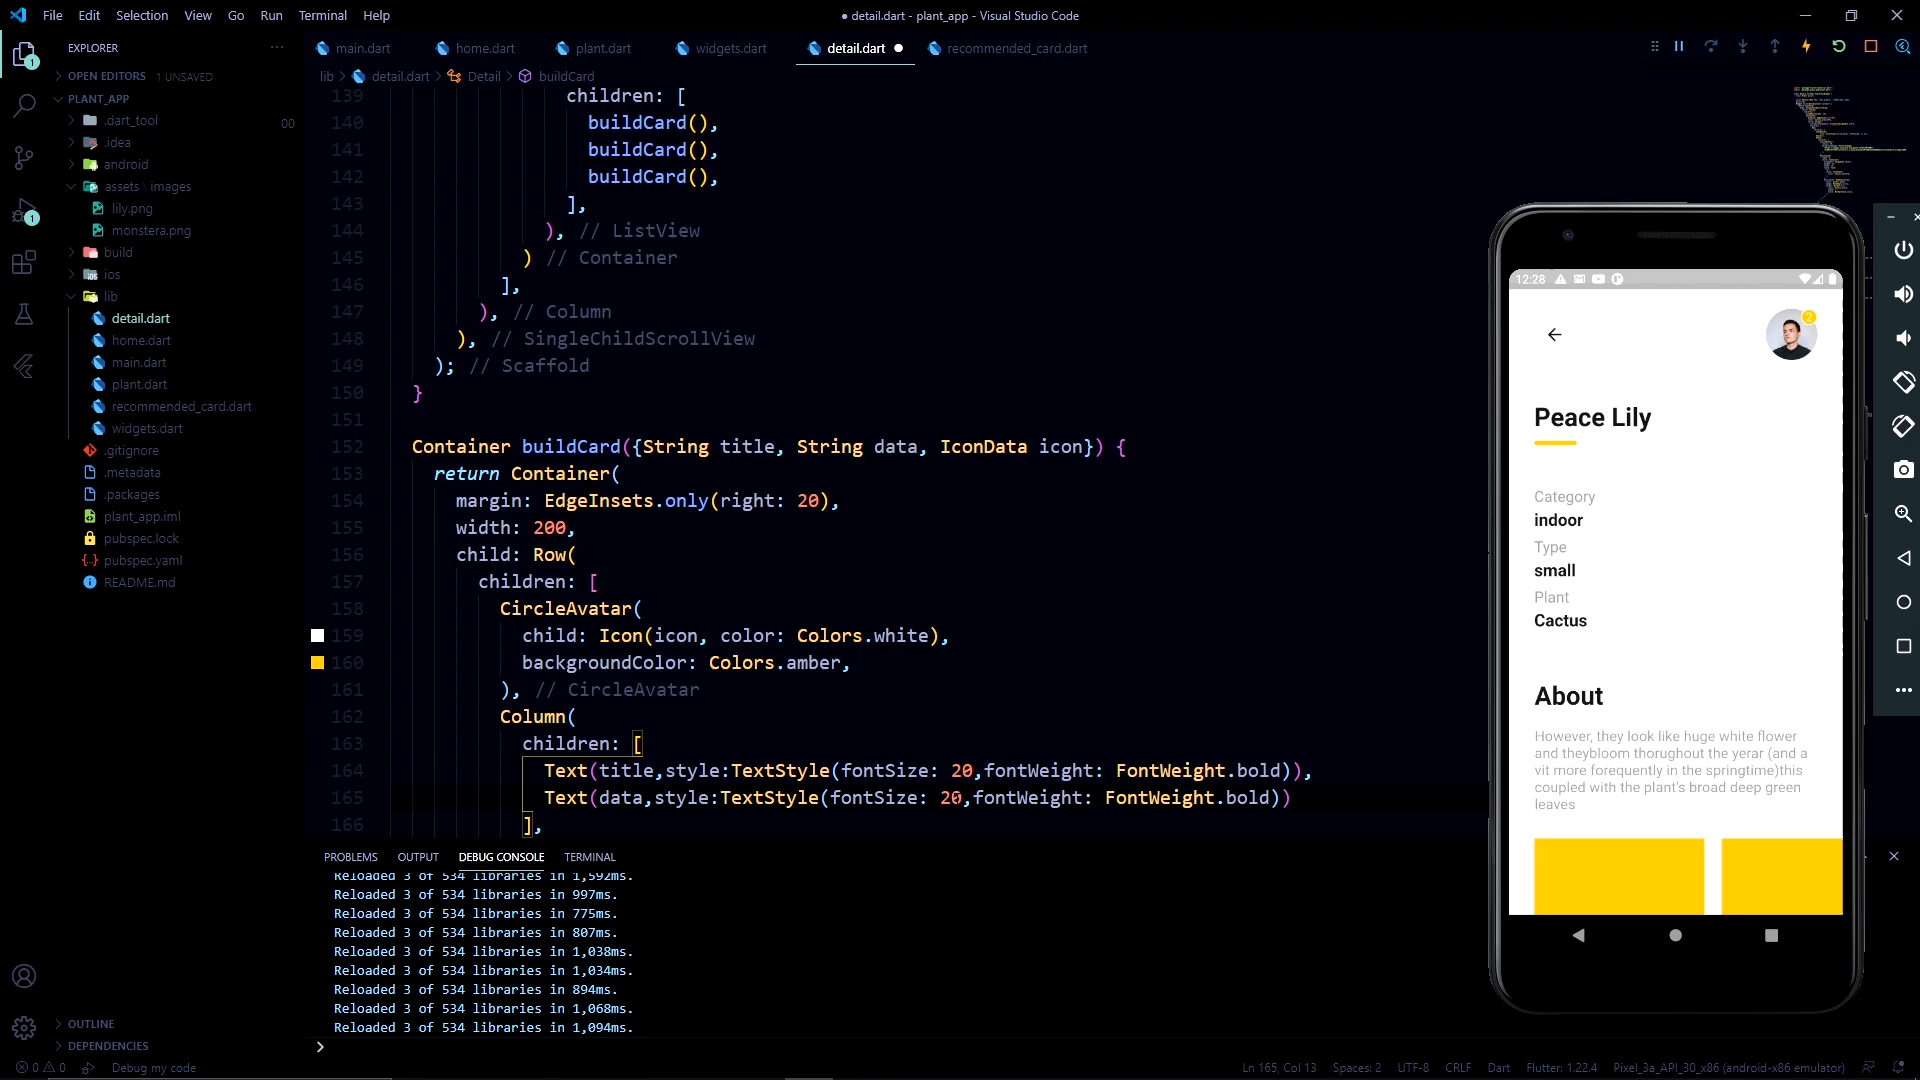 File Edit Selection View Go Run Terminal Help
● detail.dart - plant_app - Visual Studio Code
EXPLORER
OPEN EDITORS 1 UNSAVED
PLANT_APP
.dart_tool
.idea
android
assets \ images
lily.png
monstera.png
build
ios
lib
detail.dart
home.dart
main.dart
plant.dart
recommended_card.dart
widgets.dart
.gitignore
.metadata
.packages
plant_app.iml
pubspec.lock
pubspec.yaml
README.md
OUTLINE
DEPENDENCIES
main.dart home.dart plant.dart widgets.dart detail.dart recommended_card.dart
lib > detail.dart > Detail > buildCard
139 children: [
140 buildCard(),
141 buildCard(),
142 buildCard(),
143 ],
144 ), // ListView
145 ) // Container
146 ],
147 ), // Column
148 ), // SingleChildScrollView
149 ); // Scaffold
150 }
151
152 Container buildCard({String title, String data, IconData icon}) {
153 return Container(
154 margin: EdgeInsets.only(right: 20),
155 width: 200,
156 child: Row(
157 children: [
158 CircleAvatar(
159 child: Icon(icon, color: Colors.white),
160 backgroundColor: Colors.amber,
161 ), // CircleAvatar
162 Column(
163 children: [
164 Text(title,style:TextStyle(fontSize: 20,fontWeight: FontWeight.bold)),
165 Text(data,style:TextStyle(fontSize: 20,fontWeight: FontWeight.bold))
166 ],
PROBLEMS OUTPUT DEBUG CONSOLE TERMINAL
Reloaded 3 of 534 libraries in 1,592ms.
Reloaded 3 of 534 libraries in 997ms.
Reloaded 3 of 534 libraries in 775ms.
Reloaded 3 of 534 libraries in 807ms.
Reloaded 3 of 534 libraries in 1,038ms.
Reloaded 3 of 534 libraries in 1,034ms.
Reloaded 3 of 534 libraries in 894ms.
Reloaded 3 of 534 libraries in 1,068ms.
Reloaded 3 of 534 libraries in 1,094ms.
12:28
2
Peace Lily
Category
indoor
Type
small
Plant
Cactus
About
However, they look like huge white flower
and theybloom thorughout the yerar (and a
vit more forequently in the springtime)this
coupled with the plant's broad deep green
leaves
0 0 Debug my code
Ln 165, Col 13 Spaces: 2 UTF-8 CRLF Dart Flutter: 1.22.4 Pixel_3a_API_30_x86 (android-x86 emulator)